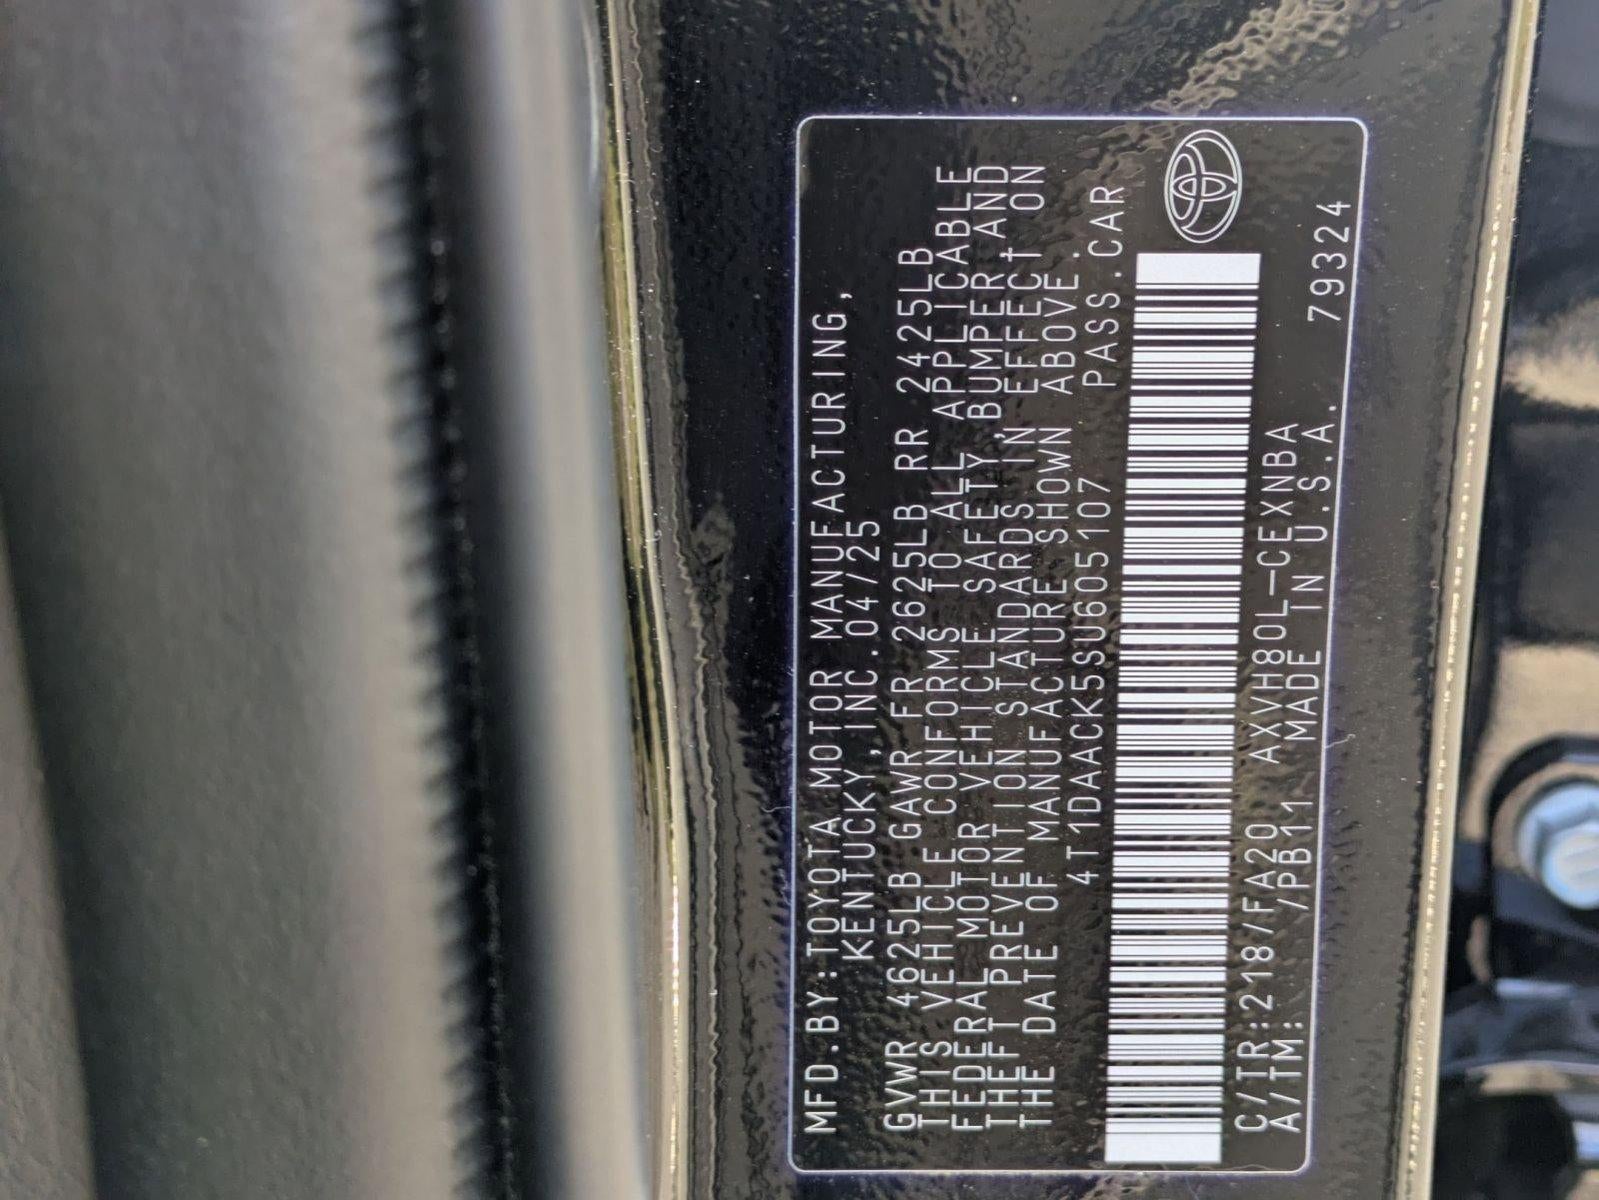 MFD.BY:TOYOTA MOTOR MANUFACTURING,
KENTUCKY,INC.04/25
GVWR 4625LB GAWR FR 2625LB RR 2425LB
THIS VEHICLE CONFORMS TO ALL APPLICABLE
FEDERAL MOTOR VEHICLE SAFETY,BUMPER,AND
THEFT PREVENTION STANDARDS IN EFFECT ON
THE DATE OF MANUFACTURE SHOWN ABOVE.
4T1DAACK5SU605107 PASS.CAR
C/TR:218/FA20 AXVH80L-CEXNBA
A/TM: /PB11 MADE IN U.S.A. 79324